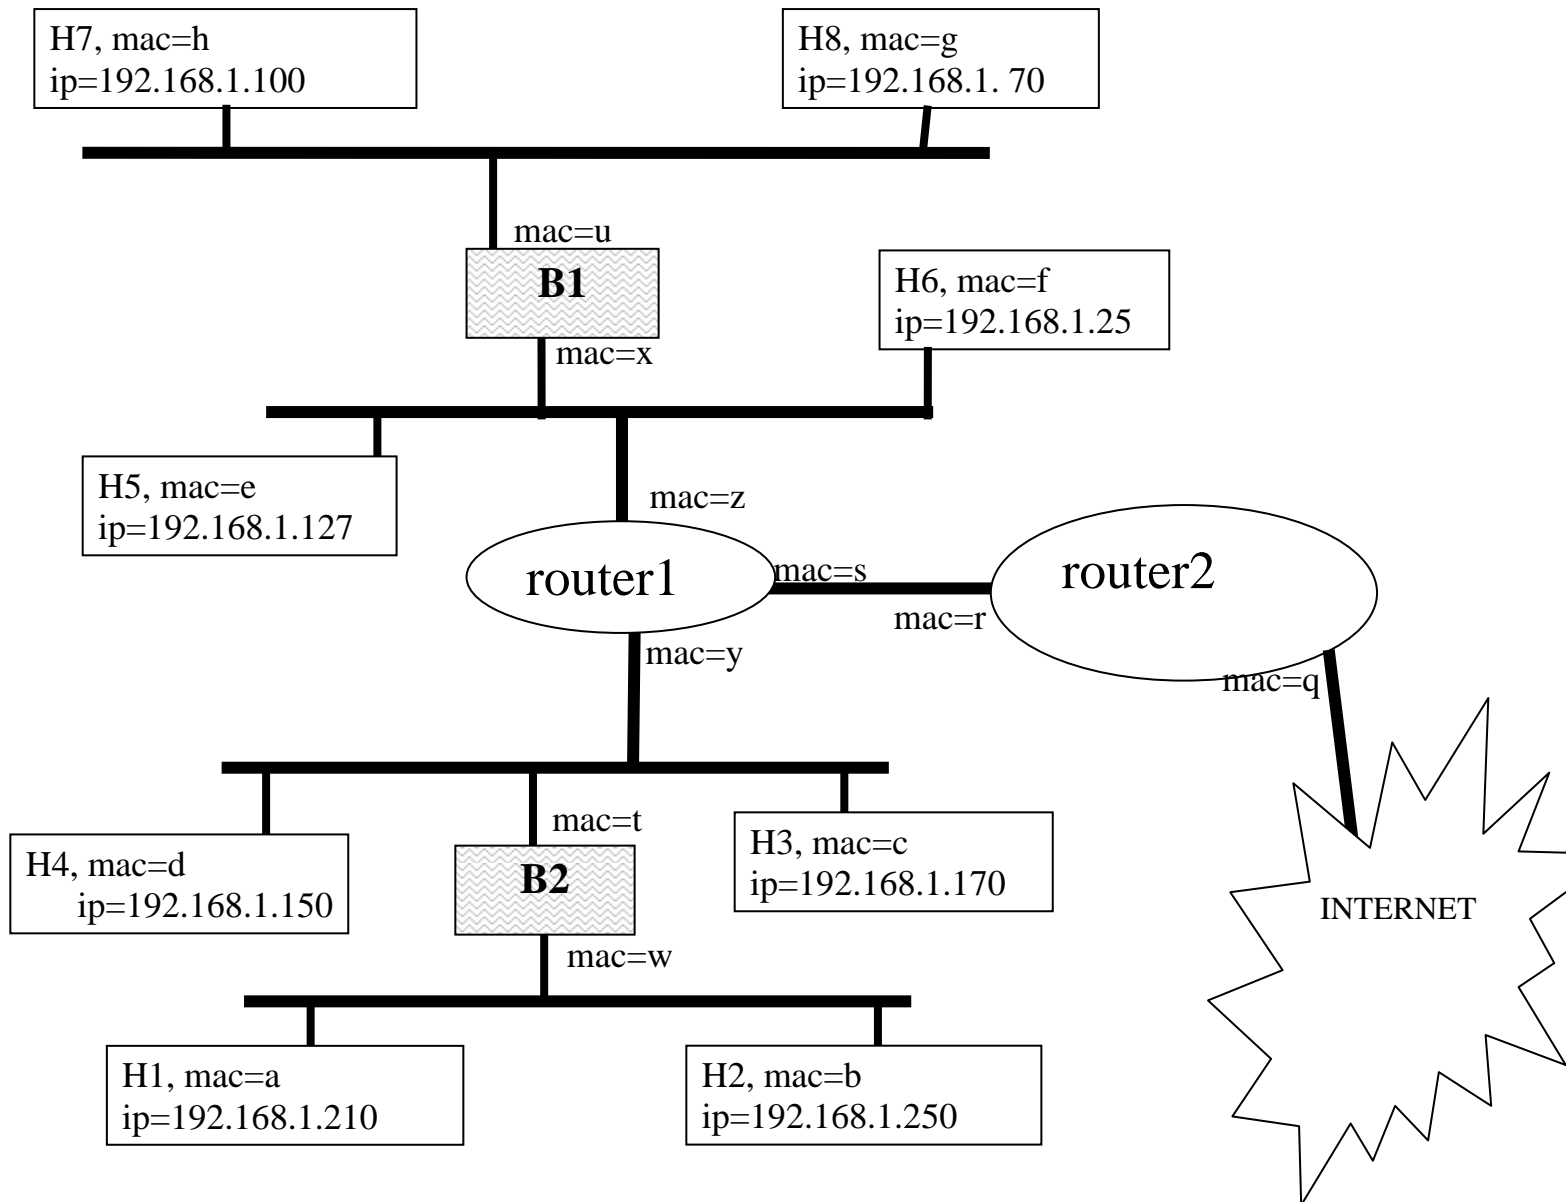 H7, mac=h
ip=192.168.1.100
H8, mac=g
ip=192.168.1. 70
mac=u
B1
mac=x
H6, mac=f
ip=192.168.1.25
H5, mac=e
ip=192.168.1.127
mac=z
router1
mac=s
router2
mac=r
mac=y
mac=q
H4, mac=d
ip=192.168.1.150
mac=t
B2
mac=w
H3, mac=c
ip=192.168.1.170
INTERNET
H1, mac=a
ip=192.168.1.210
H2, mac=b
ip=192.168.1.250